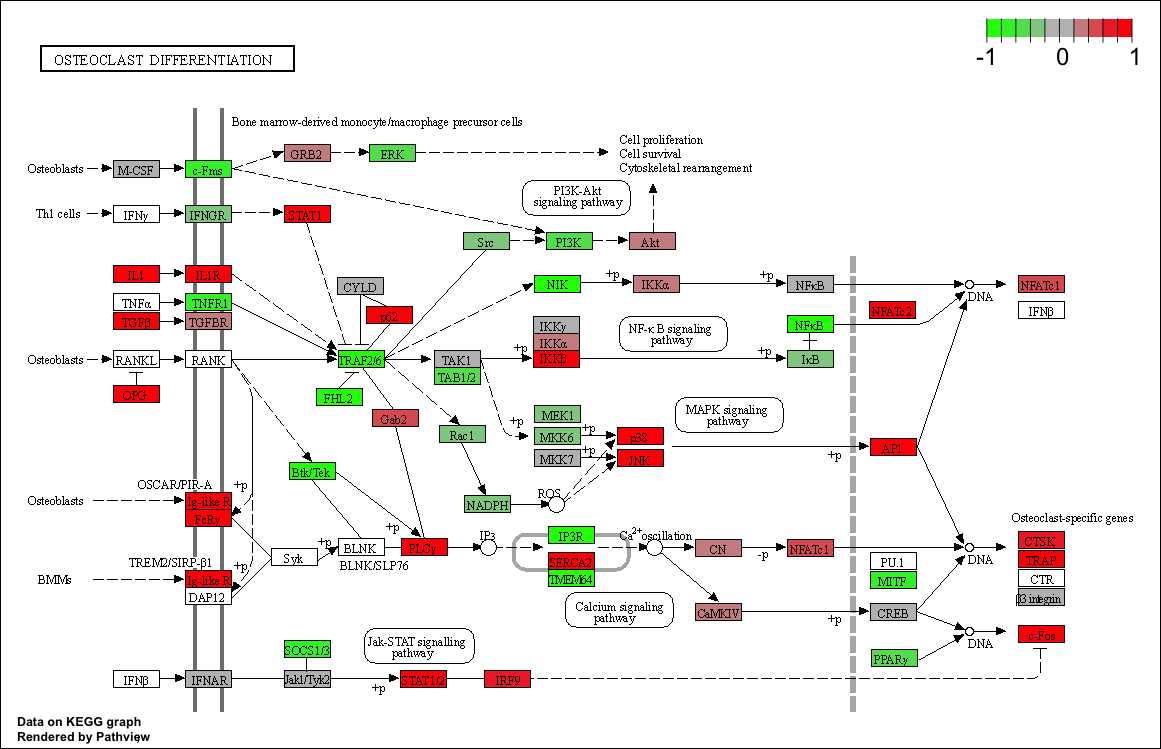 -1 0 1
OSTEOCLAST DIFFERENTIATION
Bone marrow-derived monocyte/macrophage precursor cells
Cell proliferation
Cell survival
Cytoskeletal rearrangement
Osteoblasts
M-CSF
c-Fms
GRB2
ERK
PI3K-Akt
signaling pathway
Th1 cells
IFNγ
IFNGR
STAT1
Src
PI3K
Akt
IL1
IL1R
CYLD
NIK
+p
IKKα
+p
NFκB
DNA
NFATc1
IFNβ
TNFα
TNFR1
TGFβ
TGFBR
p62
NFATc2
IKKγ
IKKα
IKKβ
NF-κ B signaling
pathway
NFκB
IκB
+p
+p
Osteoblasts
RANKL
RANK
TRAF2/6
TAK1
TAB1/2
OPG
FHL2
Gab2
Rac1
MEK1
MKK6
MKK7
+p
+p
+p
p38
JNK
MAPK signaling
pathway
+p
AP1
Btk/Tek
OSCAR/PIR-A
+p
Osteoblasts
Ig-like R
FcRγ
NADPH
ROS
Syk
+p
BLNK
BLNK/SLP76
+p
PLCγ
IP3
IP3R
SERCA2
TMEM64
Ca2+oscillation
CN
-p
NFATc1
CaMKIV
+p
Calcium signaling
pathway
PU.1
MITF
CREB
PPARγ
DNA
DNA
Osteoclast-specific genes
CTSK
TRAP
CTR
β3 integrin
c-Fos
TREM2/SIRP-β1
+p
BMMs
Ig-like R
DAP12
Jak-STAT signalling
pathway
SOCS1/3
IFNβ
IFNAR
Jak1/Tyk2
+p
STAT1/2
IRF9
Data on KEGG graph
Rendered by Pathview